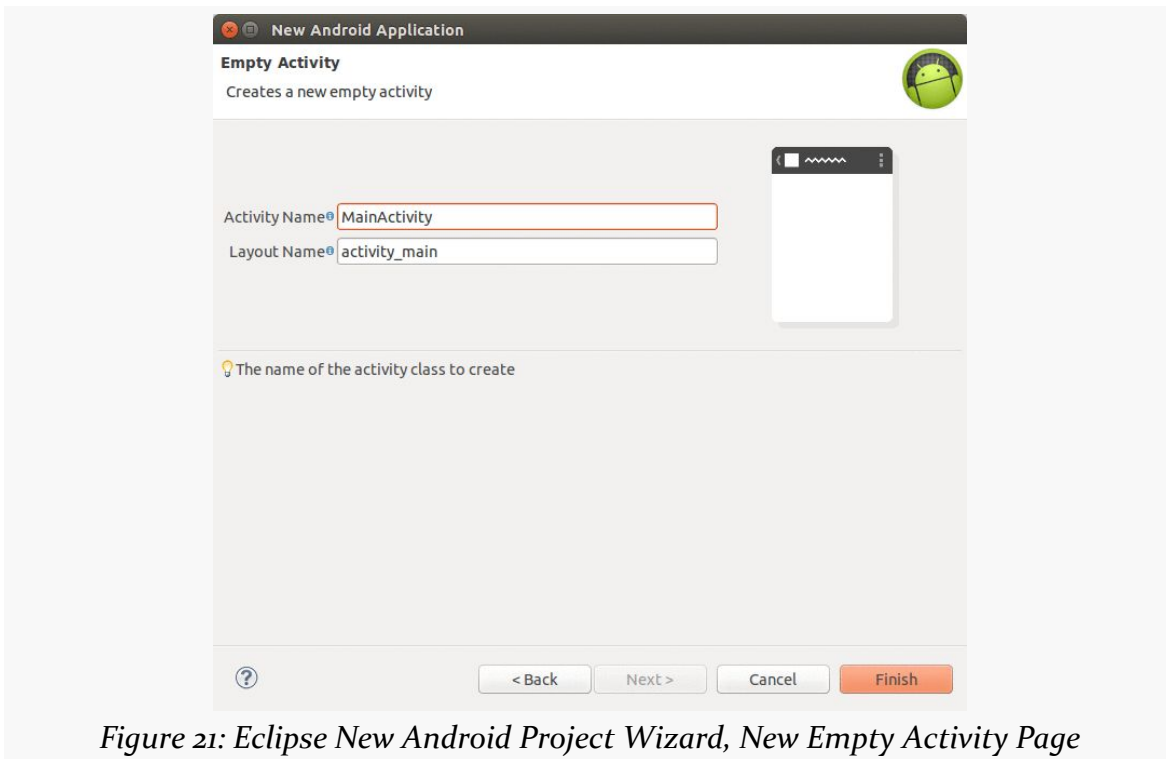 New Android Application
Empty Activity
Creates a new empty activity
Activity Name MainActivity
Layout Name activity_main
The name of the activity class to create
< Back Next > Cancel Finish
Figure 21: Eclipse New Android Project Wizard, New Empty Activity Page